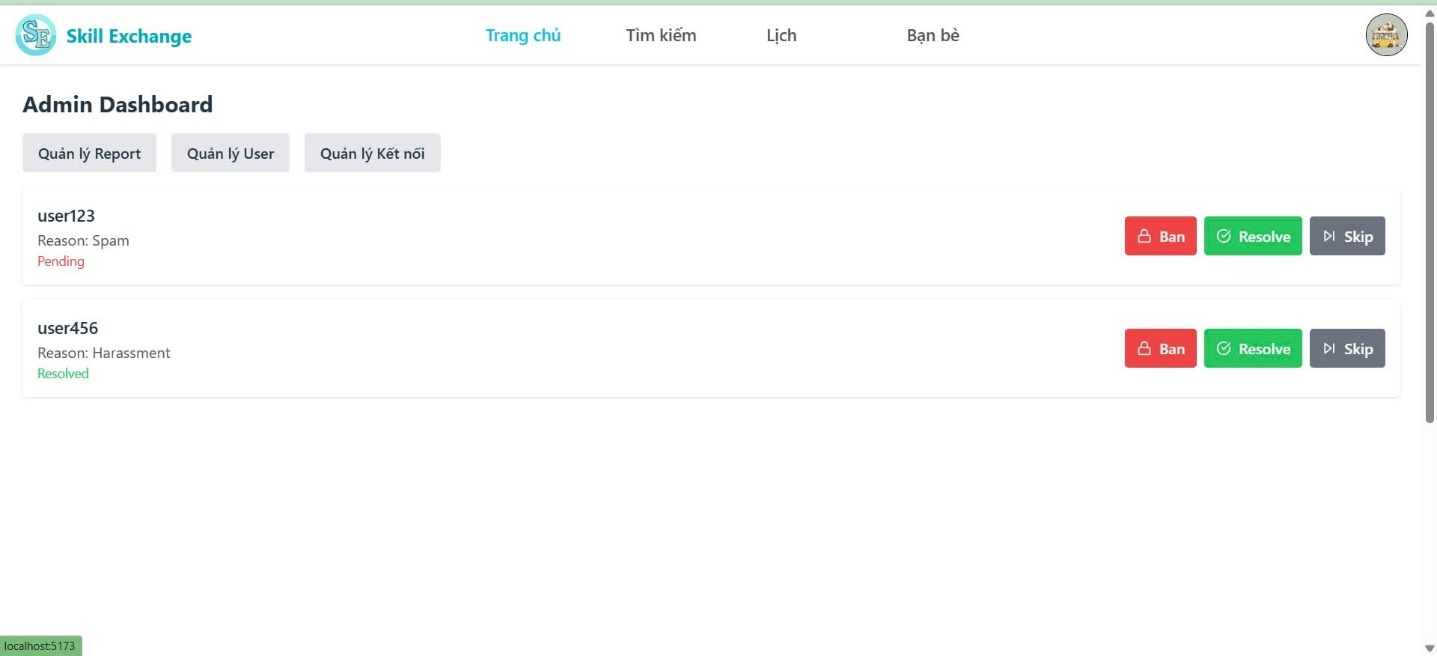 SE Skill Exchange Trang chủ Tìm kiếm Lịch Bạn bè
Admin Dashboard
Quản lý Report Quản lý User Quản lý Kết nối
user123
Reason: Spam
Pending
Ban Resolve Skip
user456
Reason: Harassment
Resolved
Ban Resolve Skip
localhost:5173